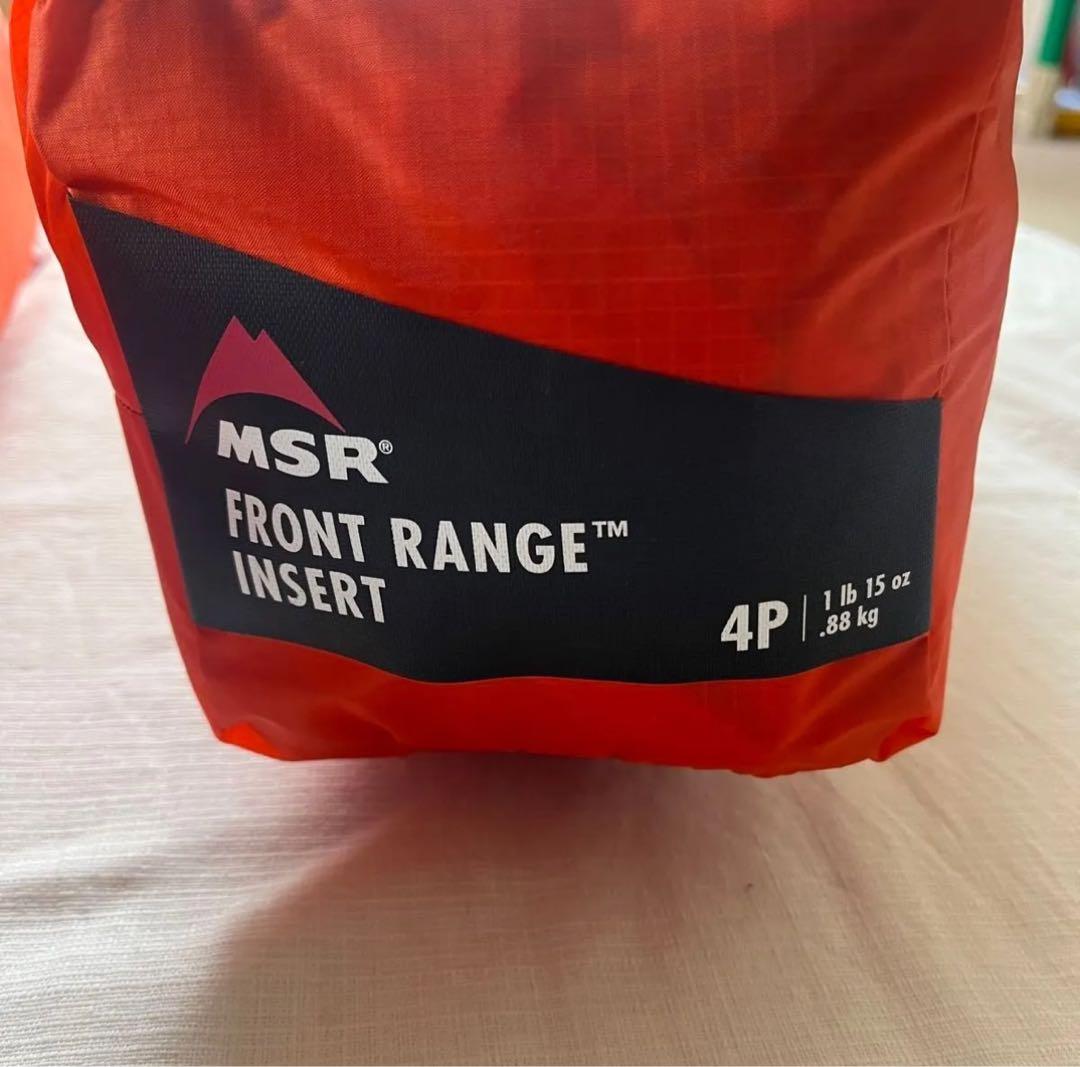 MSR®
FRONT RANGE™
INSERT
4P
1 lb 15 oz
.88 kg